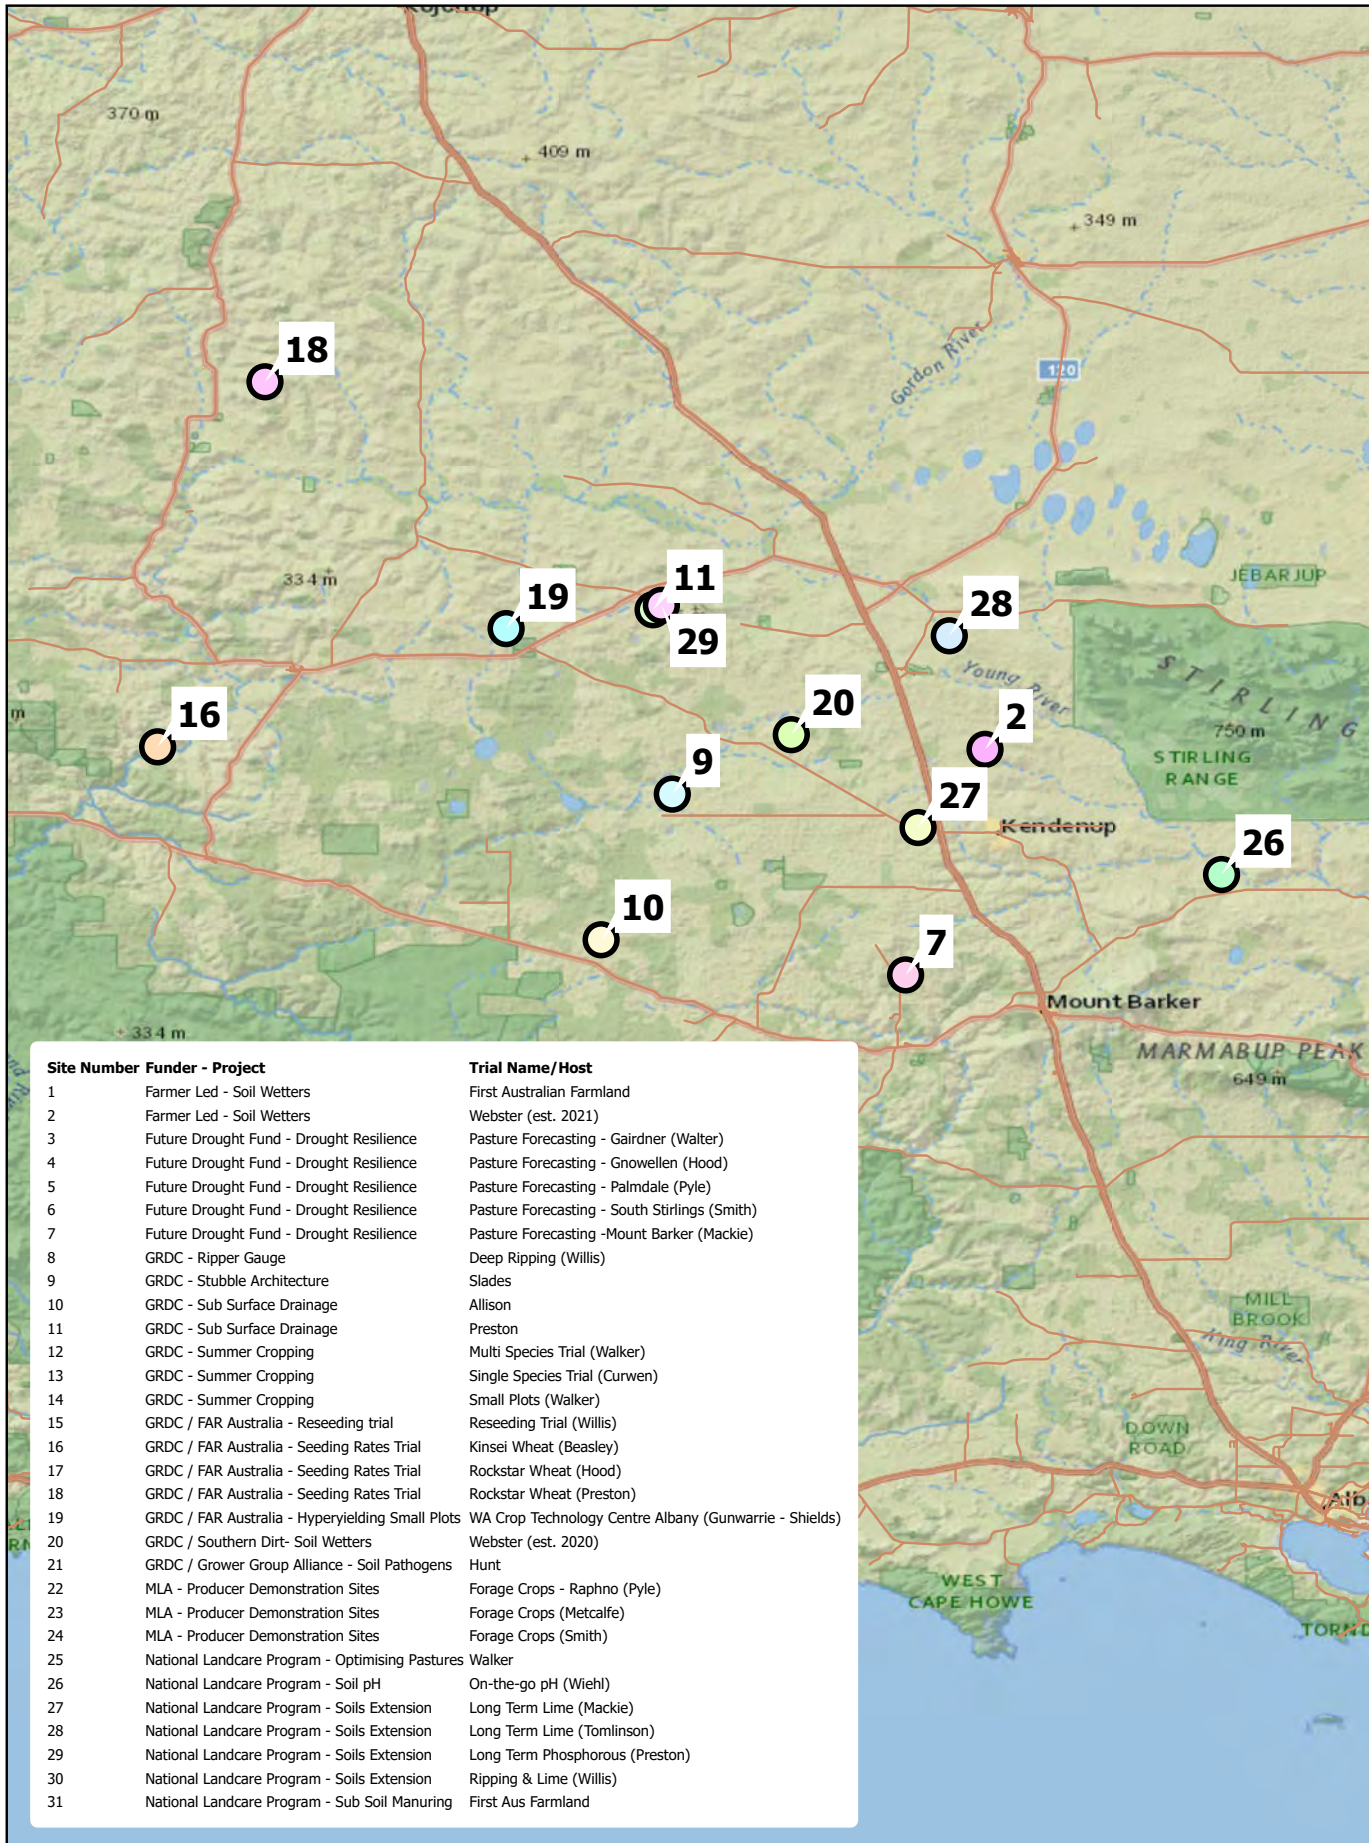 370 m
409 m
349 m
18
Gordon River
120
334 m
JEBARJUP
11
19
28
29
Young River
STIRLING
16
20
2
750 m
m
STIRLING
RANGE
9
27
Kendenup
26
10
7
Mount Barker
334 m
MARMABUP PEAK
649 m
Site Number Funder - Project Trial Name/Host
1 Farmer Led - Soil Wetters First Australian Farmland
2 Farmer Led - Soil Wetters Webster (est. 2021)
3 Future Drought Fund - Drought Resilience Pasture Forecasting - Gairdner (Walter)
4 Future Drought Fund - Drought Resilience Pasture Forecasting - Gnowellen (Hood)
5 Future Drought Fund - Drought Resilience Pasture Forecasting - Palmdale (Pyle)
6 Future Drought Fund - Drought Resilience Pasture Forecasting - South Stirlings (Smith)
7 Future Drought Fund - Drought Resilience Pasture Forecasting -Mount Barker (Mackie)
8 GRDC - Ripper Gauge Deep Ripping (Willis)
9 GRDC - Stubble Architecture Slades
10 GRDC - Sub Surface Drainage Allison
11 GRDC - Sub Surface Drainage Preston
12 GRDC - Summer Cropping Multi Species Trial (Walker)
13 GRDC - Summer Cropping Single Species Trial (Curwen)
14 GRDC - Summer Cropping Small Plots (Walker)
15 GRDC / FAR Australia - Reseeding trial Reseeding Trial (Willis)
16 GRDC / FAR Australia - Seeding Rates Trial Kinsei Wheat (Beasley)
17 GRDC / FAR Australia - Seeding Rates Trial Rockstar Wheat (Hood)
18 GRDC / FAR Australia - Seeding Rates Trial Rockstar Wheat (Preston)
19 GRDC / FAR Australia - Hyperyielding Small Plots WA Crop Technology Centre Albany (Gunwarrie - Shields)
20 GRDC / Southern Dirt- Soil Wetters Webster (est. 2020)
21 GRDC / Grower Group Alliance - Soil Pathogens Hunt
22 MLA - Producer Demonstration Sites Forage Crops - Raphno (Pyle)
23 MLA - Producer Demonstration Sites Forage Crops (Metcalfe)
24 MLA - Producer Demonstration Sites Forage Crops (Smith)
25 National Landcare Program - Optimising Pastures Walker
26 National Landcare Program - Soil pH On-the-go pH (Wiehl)
27 National Landcare Program - Soils Extension Long Term Lime (Mackie)
28 National Landcare Program - Soils Extension Long Term Lime (Tomlinson)
29 National Landcare Program - Soils Extension Long Term Phosphorous (Preston)
30 National Landcare Program - Soils Extension Ripping & Lime (Willis)
31 National Landcare Program - Sub Soil Manuring First Aus Farmland
MILL
BROOK
King River
DOWN
ROAD
Alb
WEST
CAPE HOWE
TORND